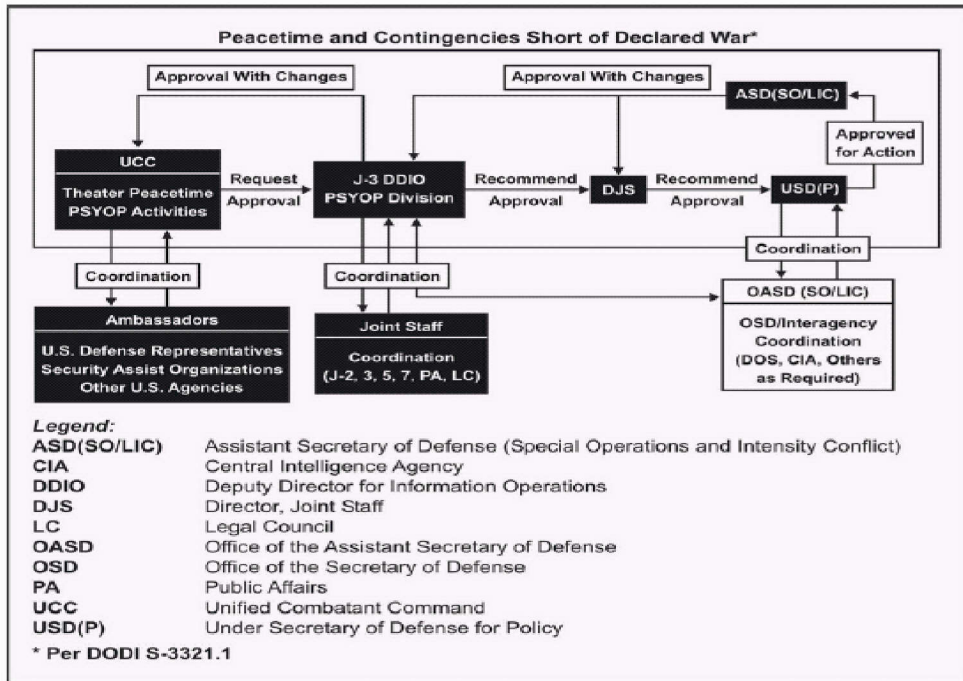 Peacetime and Contingencies Short of Declared War*
Approval With Changes
Approval With Changes
ASD(SO/LIC)
Approved
for Action
UCC
Theater Peacetime
PSYOP Activities
Request
Approval
J-3 DDIO
PSYOP Division
Recommend
Approval
DJS
Recommend
Approval
USD(P)
Coordination
Coordination
Coordination
Ambassadors
U.S. Defense Representatives
Security Assist Organizations
Other U.S. Agencies
Joint Staff
Coordination
(J-2, 3, 5, 7, PA, LC)
OASD (SO/LIC)
OSD/Interagency
Coordination
(DOS, CIA, Others
as Required)
Legend:
ASD(SO/LIC) Assistant Secretary of Defense (Special Operations and Intensity Conflict)
CIA Central Intelligence Agency
DDIO Deputy Director for Information Operations
DJS Director, Joint Staff
LC Legal Council
OASD Office of the Assistant Secretary of Defense
OSD Office of the Secretary of Defense
PA Public Affairs
UCC Unified Combatant Command
USD(P) Under Secretary of Defense for Policy
* Per DODI S-3321.1